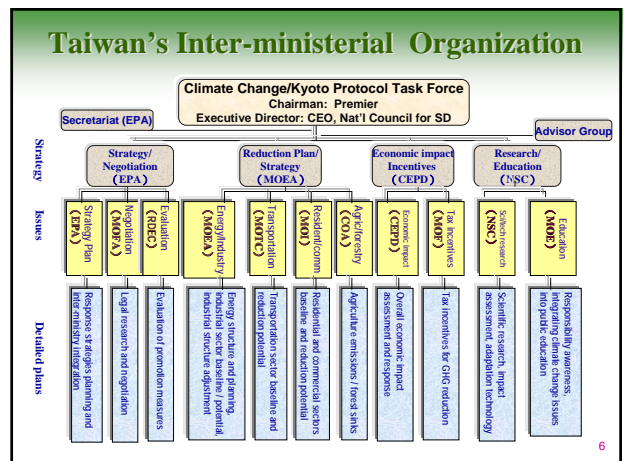 Taiwan's Inter-ministerial Organization
Climate Change/Kyoto Protocol Task Force
Chairman: Premier
Executive Director: CEO, Nat'l Council for SD
Secretariat (EPA)
Advisor Group
Strategy
Strategy/
Negotiation
(EPA)
Reduction Plan/
Strategy
(MOEA)
Economic impact
Incentives
(CEPD)
Research/
Education
(NSC)
Issues
Strategy Plan
(EPA)
Negotiation
(MOFA)
Evaluation
(RDEC)
Energy/Industry
(MOEA)
Transportation
(MOTC)
Resident/comm
(MOI)
Agric/forestry
(COA)
Economic impact
(CEPD)
Tax incentives
(MOF)
Sci/tech research
(NSC)
Education
(MOE)
Detailed plans
Response strategies planning and
inter-ministry integration
Legal research and negotiation
Evaluation of promotion measures
Energy structure and planning,
industrial sector baseline / potential,
industrial structure adjustment
Transportation sector baseline and
reduction potential
Residential and commercial sectors
baseline and reduction potential
Agriculture emissions / forest sinks
Overall economic impact
assessment and response
Tax incentives for GHG reduction
Scientific research, impact
assessment, adaptation technology
Responsibility awareness,
integrating climate change issues
into public education
6